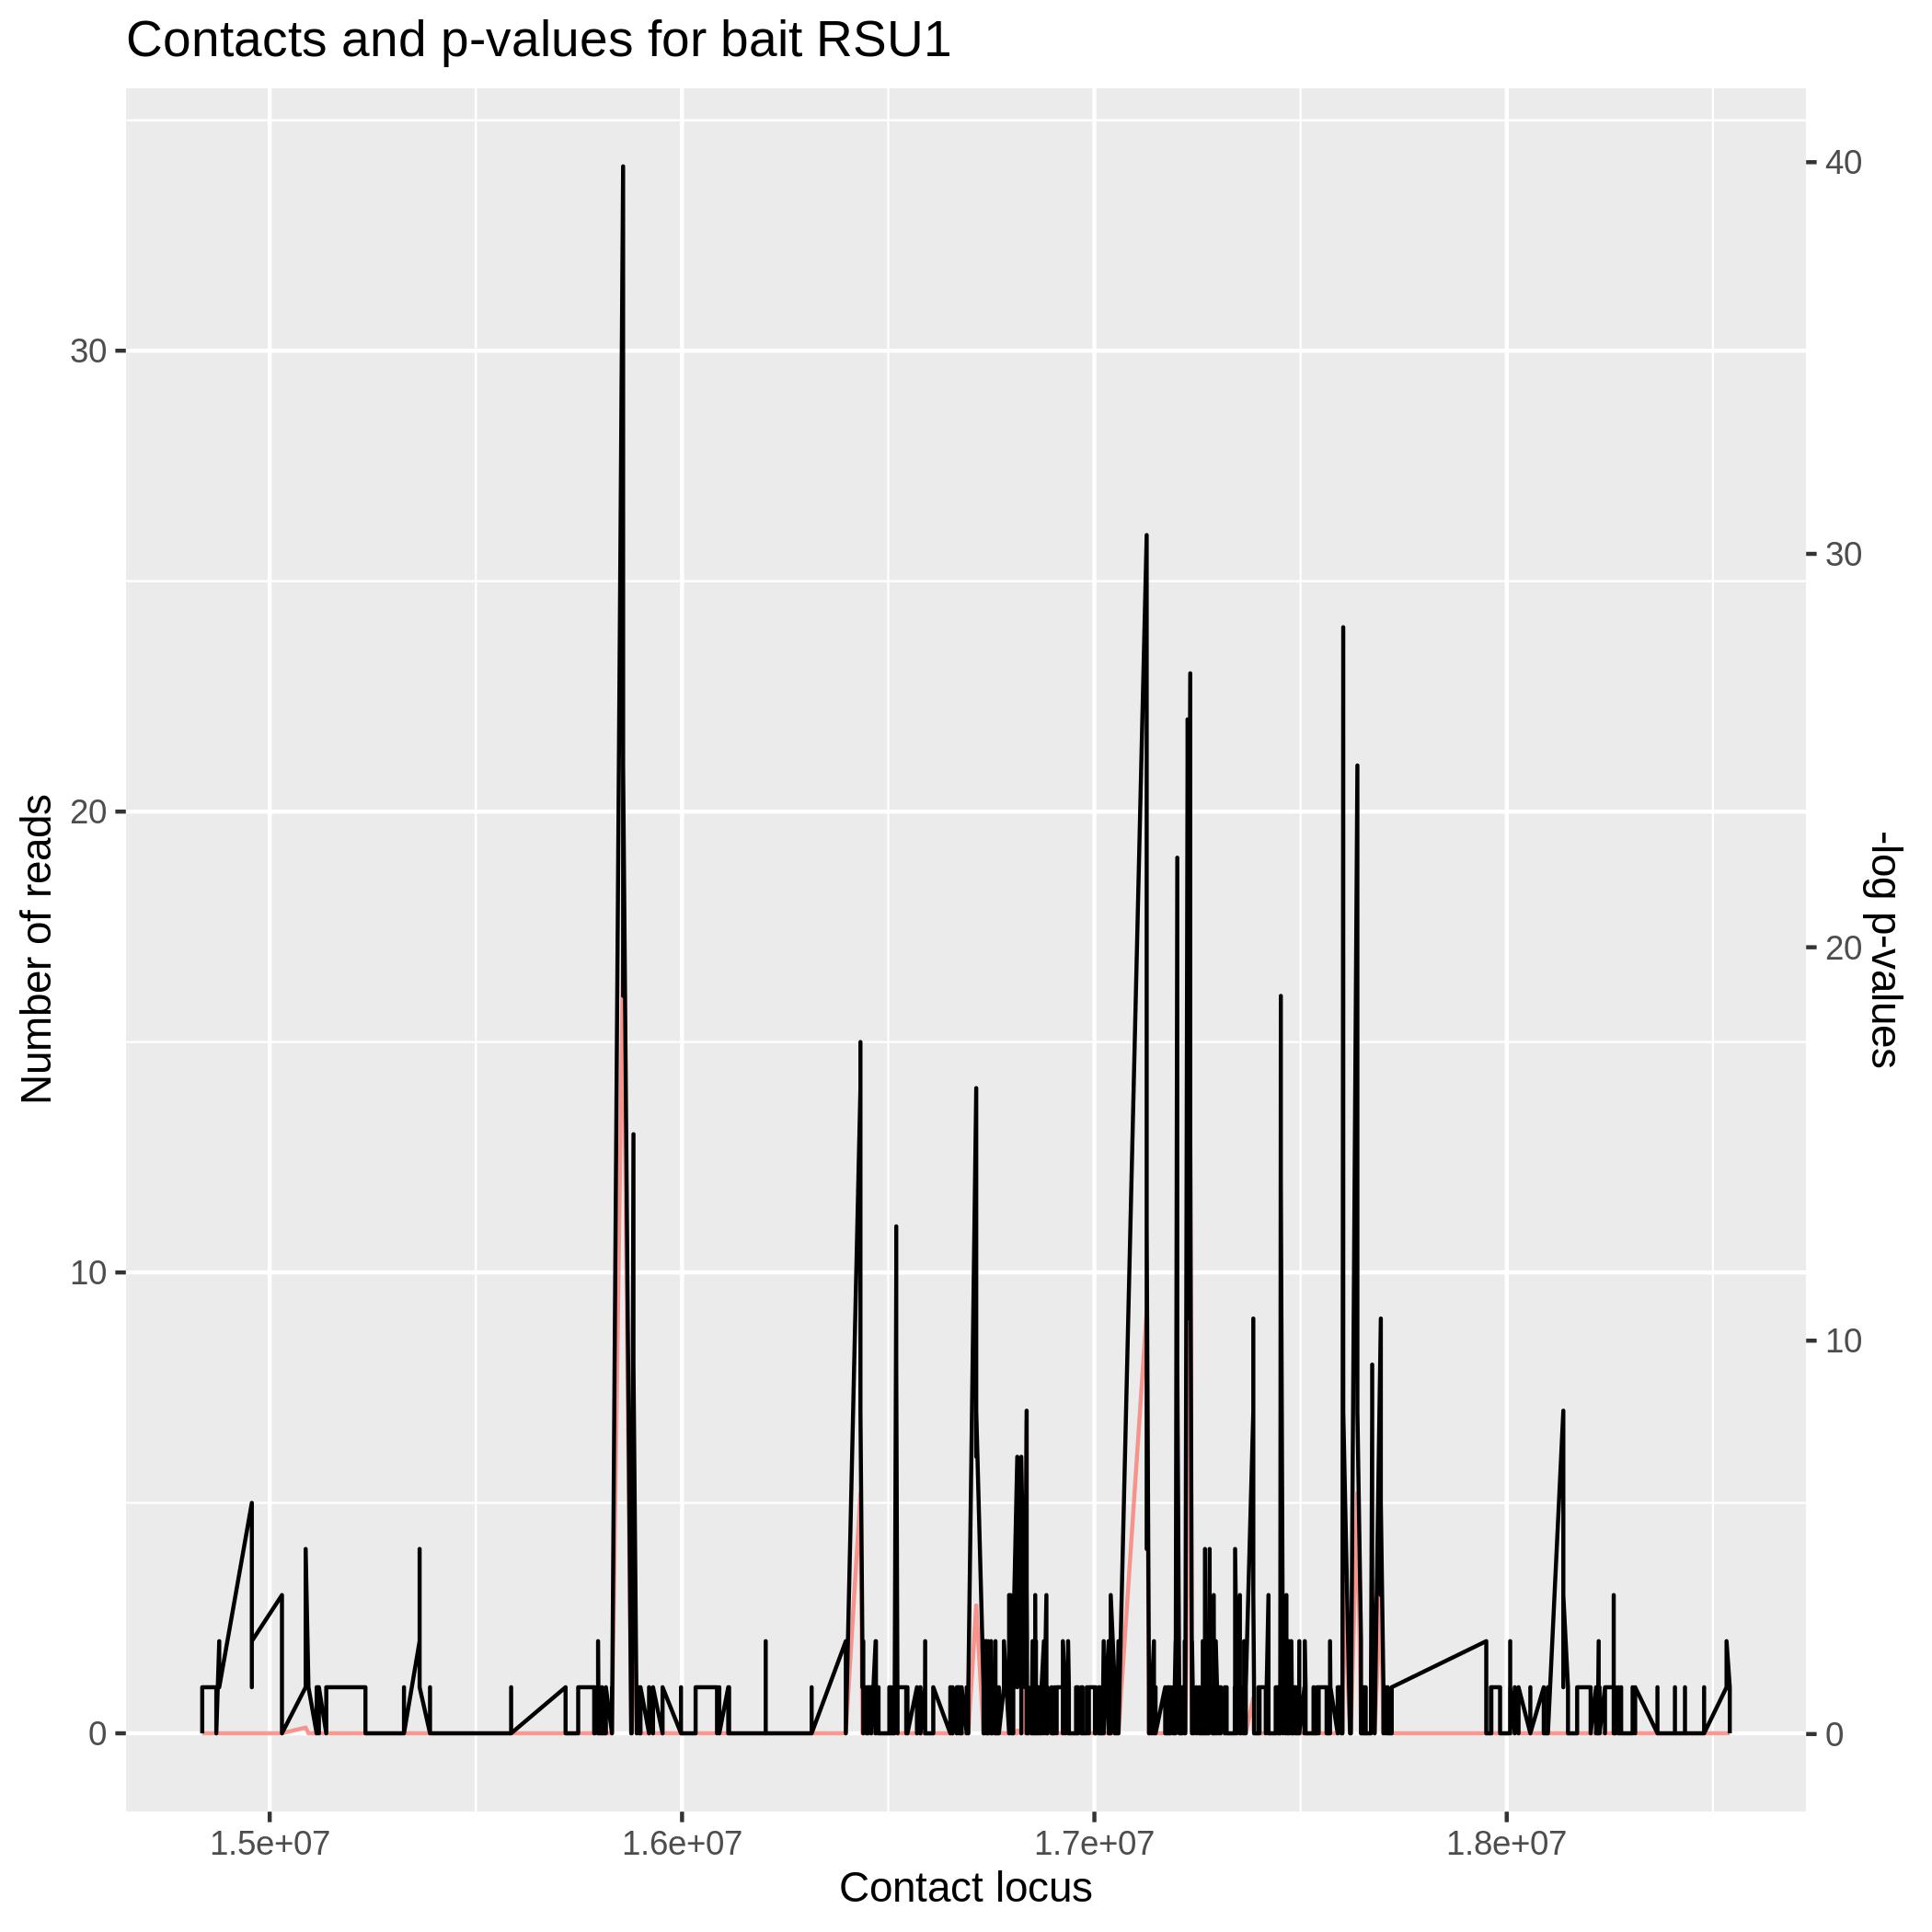 Contacts and p-values for bait RSU1
Number of reads
30
20
10
0
40
30
20
10
0
-log p-values
1.5e+07 1.6e+07 1.7e+07 1.8e+07
Contact locus